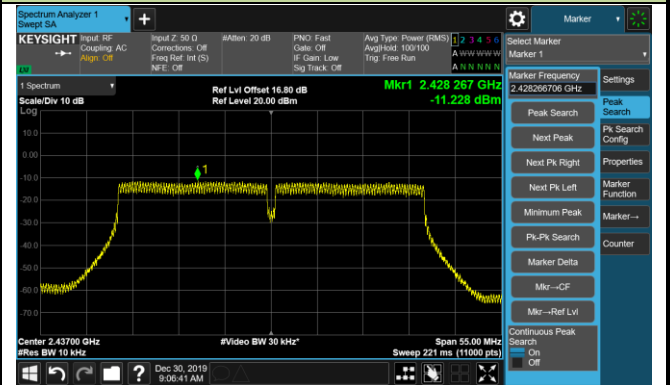 Spectrum Analyzer 1
Swept SA
+
Marker
KEYSIGHT
Input: RF
Coupling: AC
Align: Off
Input Z: 50 Ω
Corrections: Off
Freq Ref: Int (S)
NFE: Off
#Atten: 20 dB
PNO: Fast
Gate: Off
IF Gain: Low
Sig Track: Off
Avg Type: Power (RMS)
Avg|Hold: 100/100
Trig: Free Run
1 2 3 4 5 6
A W W W W W
A N N N N N
Select Marker
Marker 1
1 Spectrum
Scale/Div 10 dB
Log
Ref Lvl Offset 16.80 dB
Ref Level 20.00 dBm
Mkr1 2.428 267 GHz
-11.228 dBm
10.0
0.00
-10.0
-20.0
-30.0
-40.0
-50.0
-60.0
-70.0
1
Center 2.43700 GHz
#Res BW 10 kHz
#Video BW 30 kHz*
Span 55.00 MHz
Sweep 221 ms (11000 pts)
Marker Frequency
2.428266706 GHz
Peak Search
Next Peak
Next Pk Right
Next Pk Left
Minimum Peak
Pk-Pk Search
Marker Delta
Mkr→CF
Mkr→Ref Lvl
Continuous Peak
Search
On
Off
Settings
Peak
Search
Pk Search
Config
Properties
Marker
Function
Marker→
Counter
?
Dec 30, 2019
9:06:41 AM